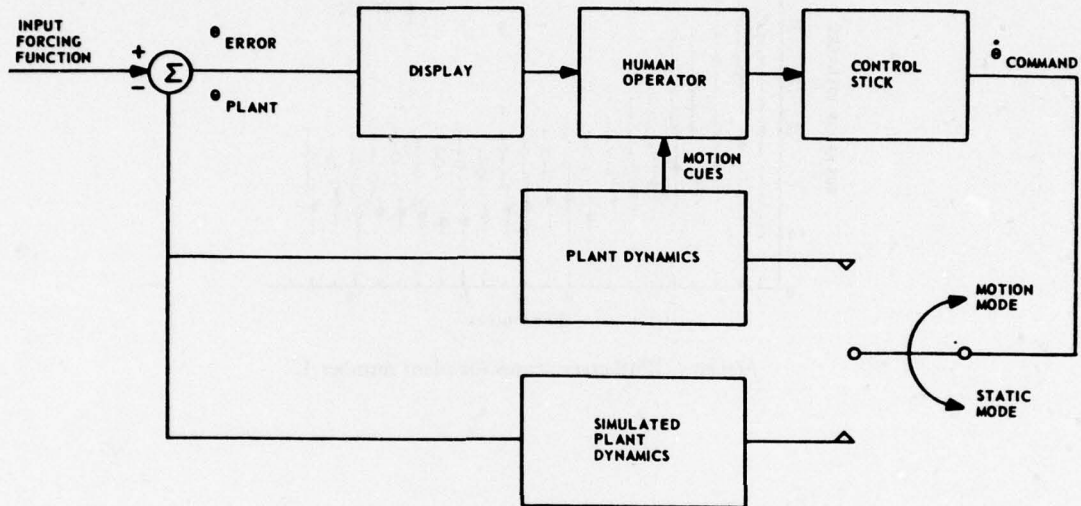 INPUT
FORCING
FUNCTION
+
-
Σ
θ ERROR
θ PLANT
DISPLAY
HUMAN
OPERATOR
CONTROL
STICK
θ̇ COMMAND
MOTION
CUES
PLANT DYNAMICS
MOTION
MODE
STATIC
MODE
SIMULATED
PLANT
DYNAMICS